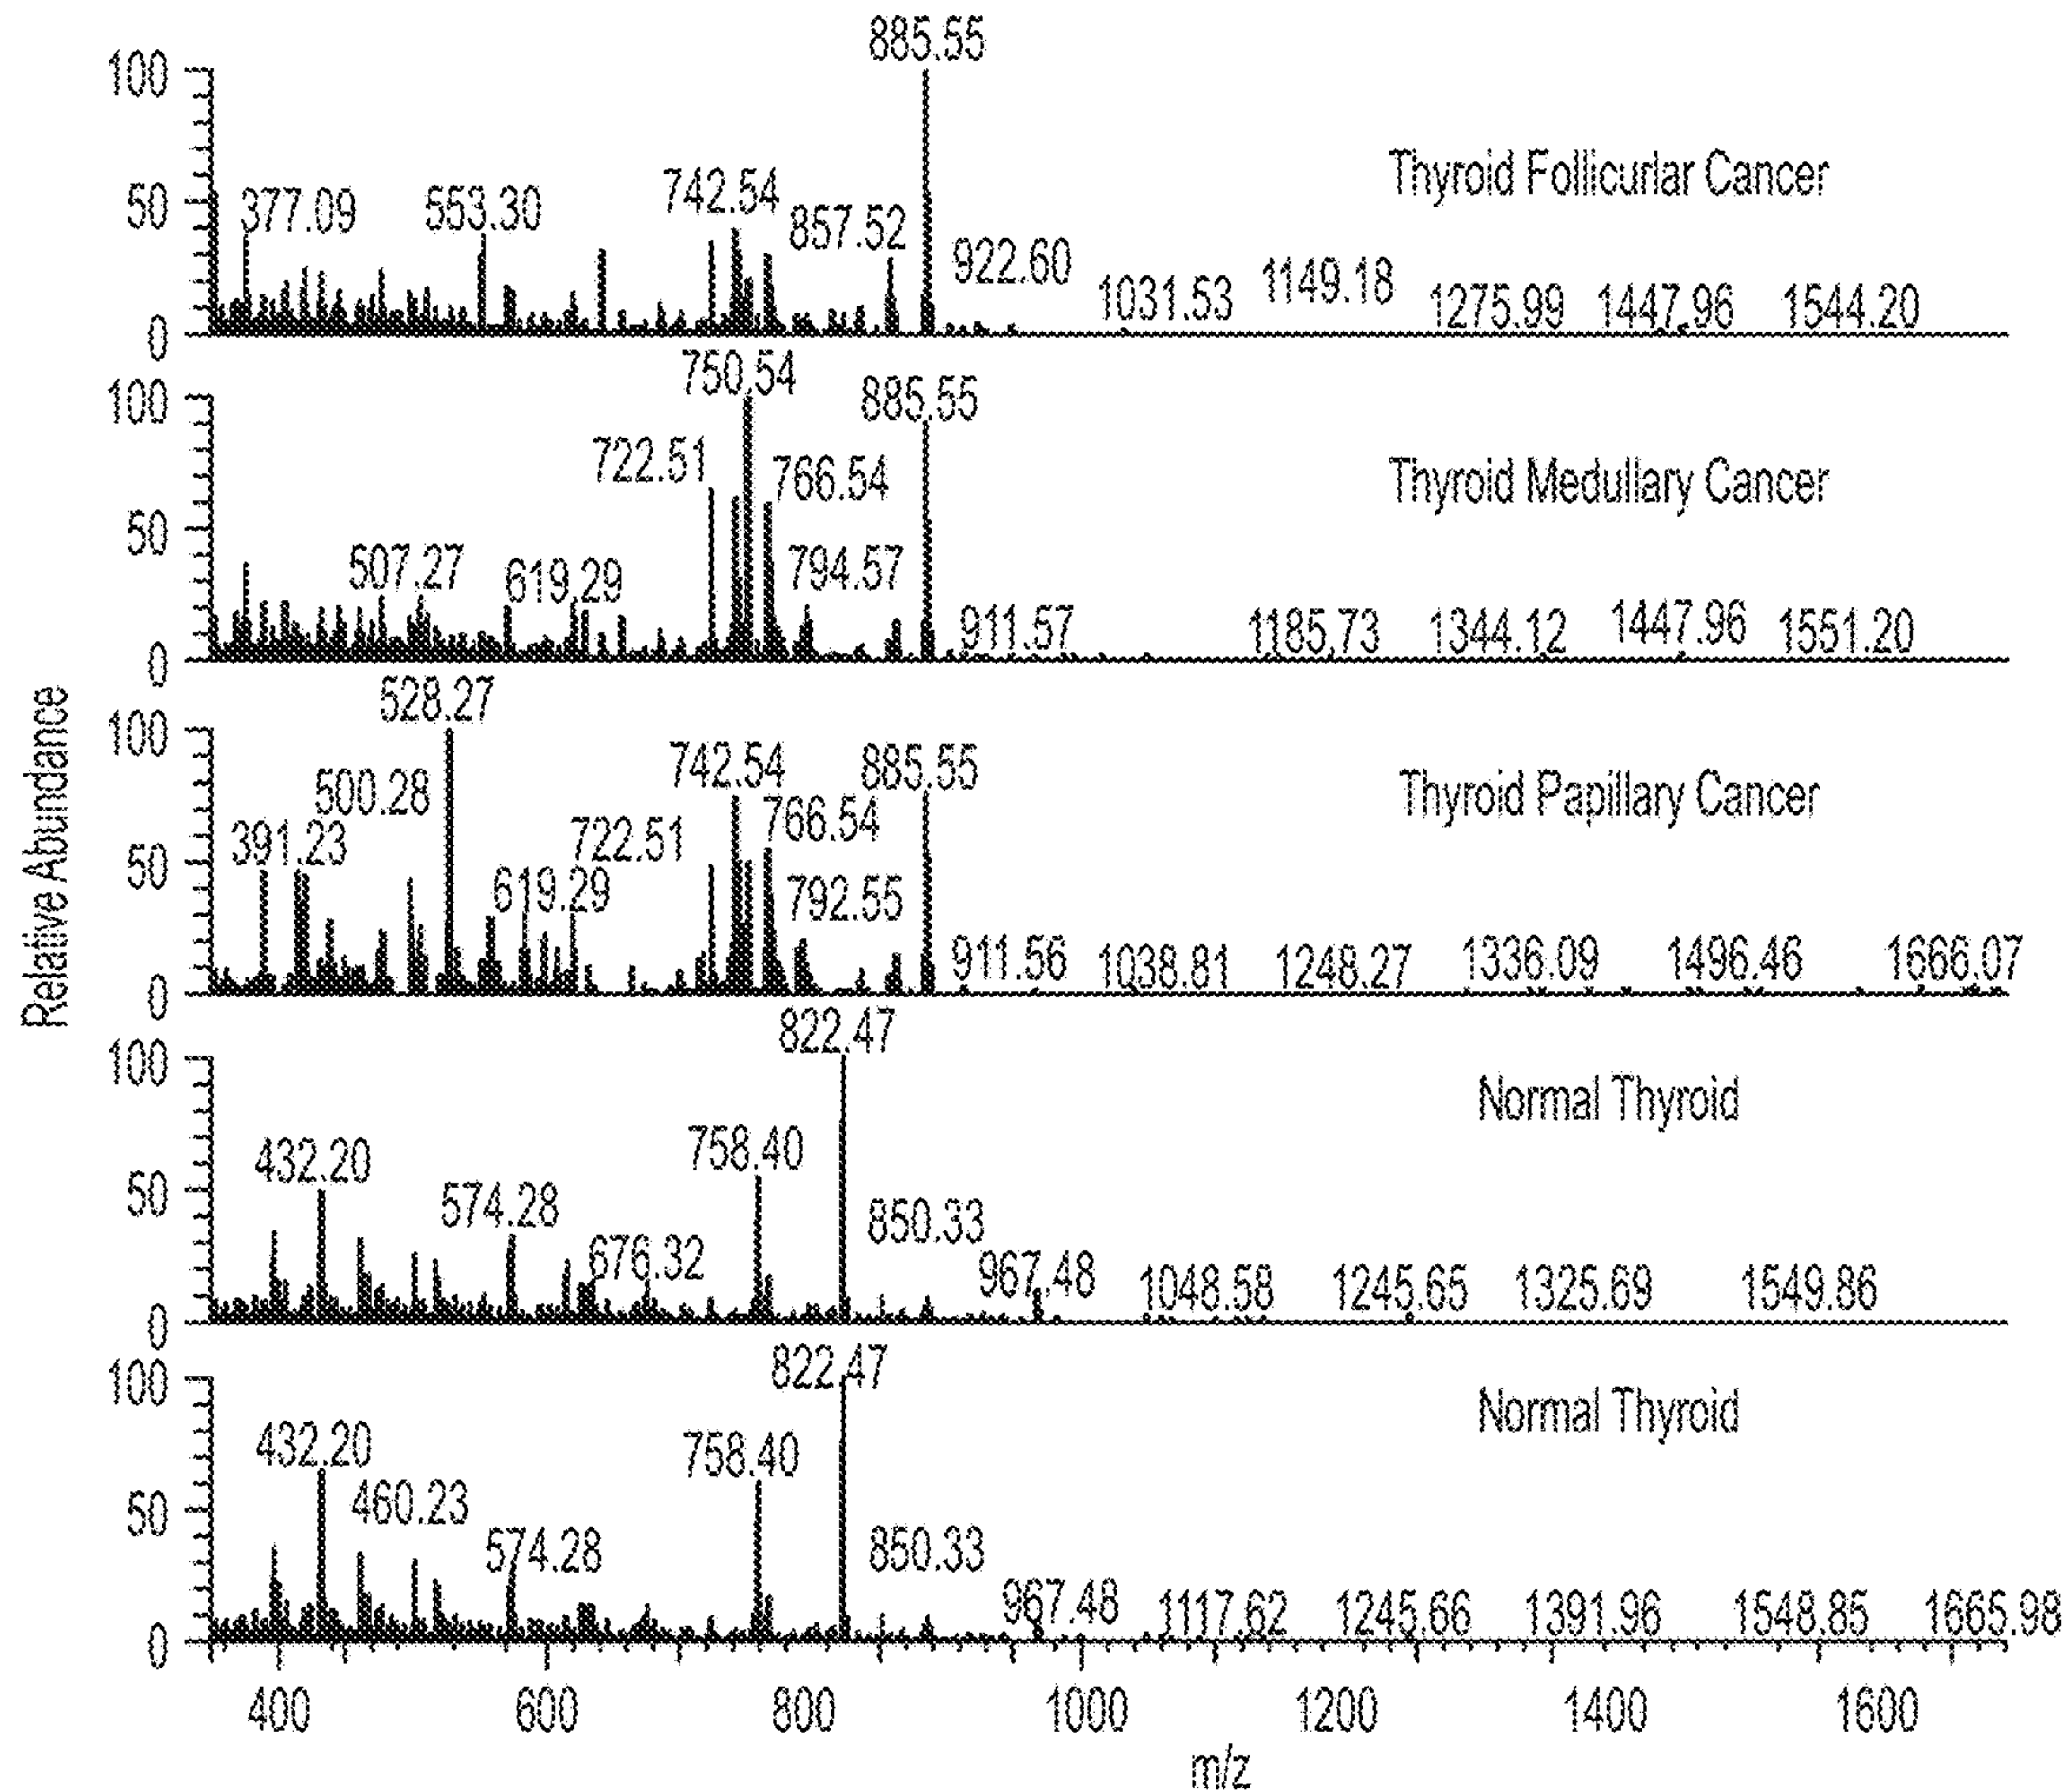 885.55
100
Thyroid Follicurlar Cancer
50
377.09 553.30 742.54 857.52
922.60 1031.53 1149.18 1275.99 1447.96 1544.20
0
750.54
100
885.55
722.51 766.54
Thyroid Medullary Cancer
50
507.27 619.29 794.57
911.57 1185.73 1344.12 1447.96 1551.20
0
528.27
100
742.54 885.55
500.28 766.54
Thyroid Papillary Cancer
391.23 722.51
50
619.29 792.55
911.56 1038.81 1248.27 1336.09 1496.46 1666.07
0
Relative Abundance
822.47
100
Normal Thyroid
432.20 758.40
50
574.28 850.33
676.32 967.48 1048.58 1245.65 1325.69 1549.86
0
822.47
100
Normal Thyroid
432.20 758.40
50
460.23
574.28 850.33
967.48 1117.62 1245.66 1391.96 1548.85 1665.98
0
400 600 800 1000 1200 1400 1600
m/z